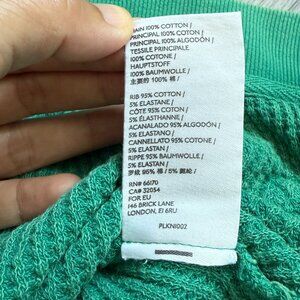 MAIN 100% COTTON /
PRINCIPAL 100% COTON /
PRINCIPAL 100% ALGODÓN /
TESSILE PRINCIPALE
100% COTONE /
HAUPTSTOFF
100% BAUMWOLLE /
主要的 100% 棉 /
RIB 95% COTTON /
5% ELASTANE /
CÔTE 95% COTON /
5% ÉLASTHANNE /
ACANALADO 95% ALGODÓN /
5% ELASTANO /
CANNELLATO 95% COTONE /
5% ELASTAN /
RIPPE 95% BAUMWOLLE /
5% ELASTAN /
罗纹 95% 棉 / 5% 氨纶 /
RN# 66170
CA# 32054
FOR EU
146 BRICK LANE
LONDON, E1 6RU
PLKNI002